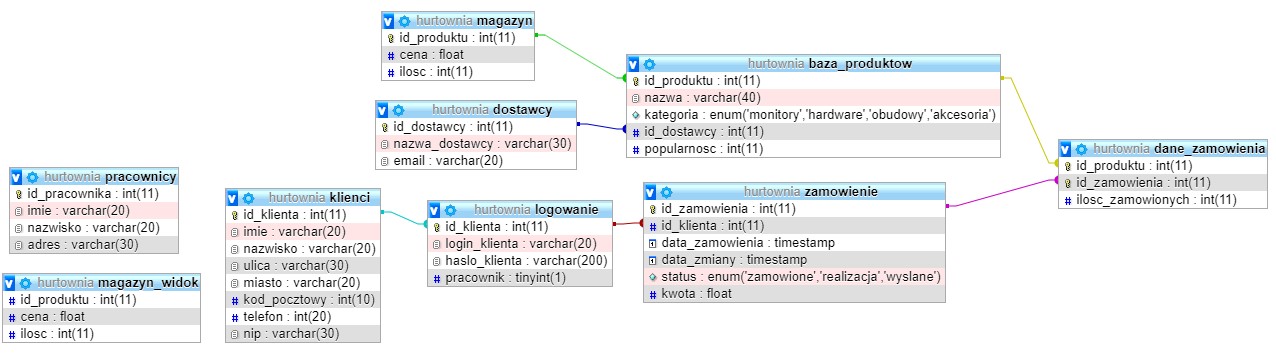 hurtownia magazyn
id_produktu : int(11)
cena : float
ilosc : int(11)
hurtownia dostawcy
id_dostawcy : int(11)
nazwa_dostawcy : varchar(30)
email : varchar(20)
hurtownia baza_produktow
id_produktu : int(11)
nazwa : varchar(40)
kategoria : enum('monitory','hardware','obudowy','akcesoria')
id_dostawcy : int(11)
popularnosc : int(11)
hurtownia dane_zamowienia
id_produktu : int(11)
id_zamowienia : int(11)
ilosc_zamowionych : int(11)
hurtownia pracownicy
id_pracownika : int(11)
imie : varchar(20)
nazwisko : varchar(20)
adres : varchar(30)
hurtownia klienci
id_klienta : int(11)
imie : varchar(20)
nazwisko : varchar(20)
ulica : varchar(30)
miasto : varchar(20)
kod_pocztowy : int(10)
telefon : int(20)
nip : varchar(30)
hurtownia logowanie
id_klienta : int(11)
login_klienta : varchar(20)
haslo_klienta : varchar(200)
pracownik : tinyint(1)
hurtownia zamowienie
id_zamowienia : int(11)
id_klienta : int(11)
data_zamowienia : timestamp
data_zmiany : timestamp
status : enum('zamowione','realizacja','wyslane')
kwota : float
hurtownia magazyn_widok
id_produktu : int(11)
cena : float
ilosc : int(11)